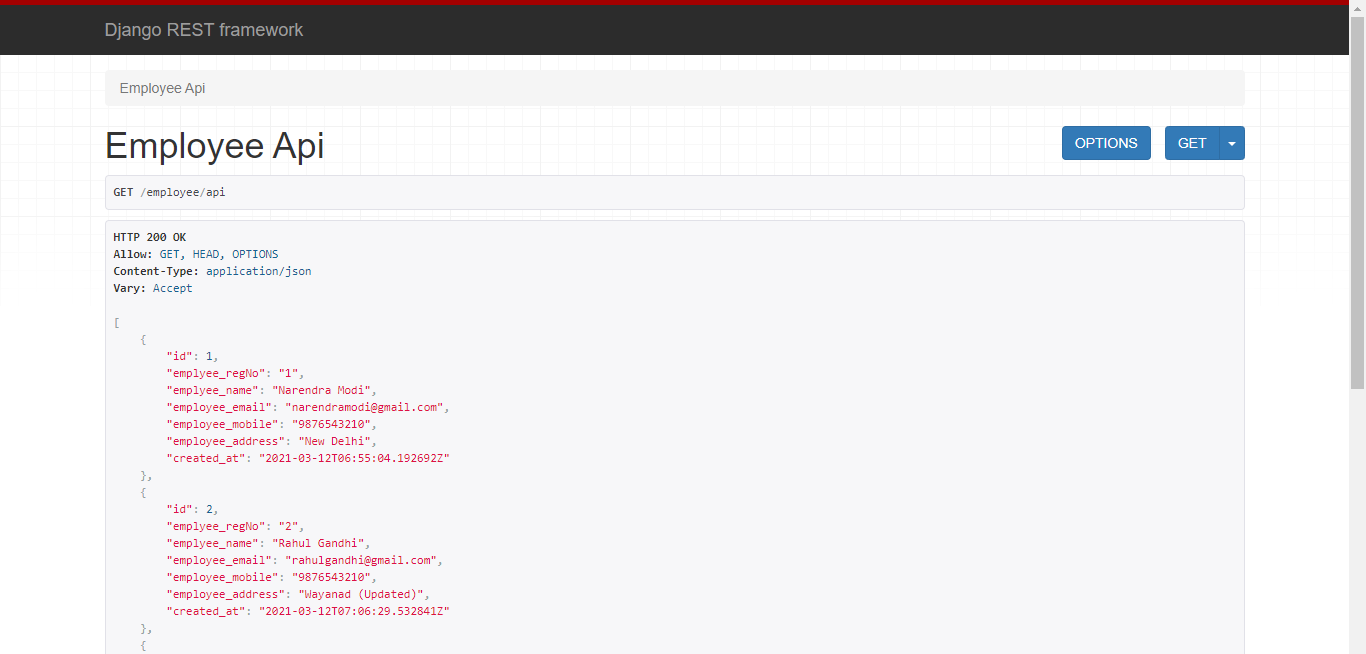 Django REST framework
Employee Api
Employee Api
OPTIONS
GET
GET /employee/api
HTTP 200 OK
Allow: GET, HEAD, OPTIONS
Content-Type: application/json
Vary: Accept
[
{
"id": 1,
"emplyee_regNo": "1",
"emplyee_name": "Narendra Modi",
"employee_email": "narendramodi@gmail.com",
"employee_mobile": "9876543210",
"employee_address": "New Delhi",
"created_at": "2021-03-12T06:55:04.192692Z"
},
{
"id": 2,
"emplyee_regNo": "2",
"emplyee_name": "Rahul Gandhi",
"employee_email": "rahulgandhi@gmail.com",
"employee_mobile": "9876543210",
"employee_address": "Wayanad (Updated)",
"created_at": "2021-03-12T07:06:29.532841Z"
},
{